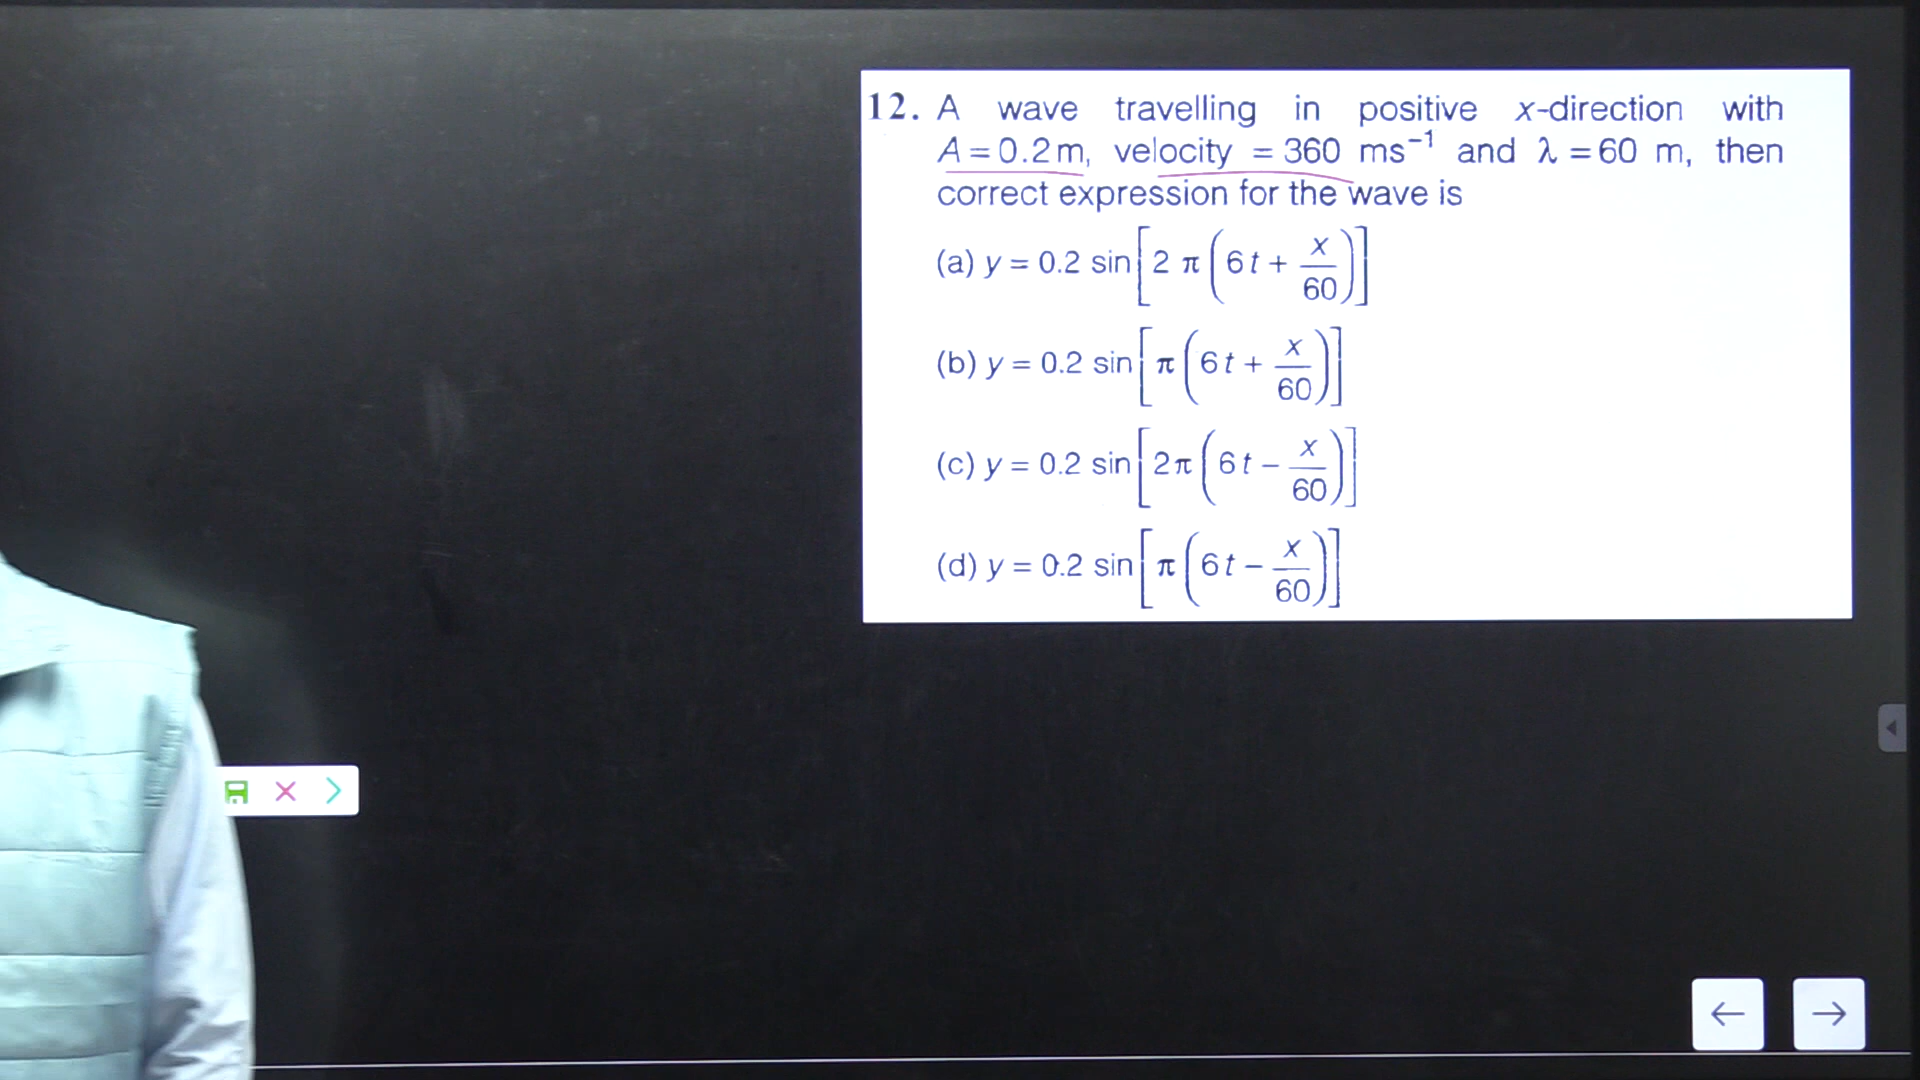 12. A wave travelling in positive x-direction with
A = 0.2 m, velocity = 360 ms⁻¹ and λ = 60 m, then
correct expression for the wave is
(a) y = 0.2 sin[2 π(6t + x/60)]
(b) y = 0.2 sin[π(6t + x/60)]
(c) y = 0.2 sin[2π(6t − x/60)]
(d) y = 0.2 sin[π(6t − x/60)]